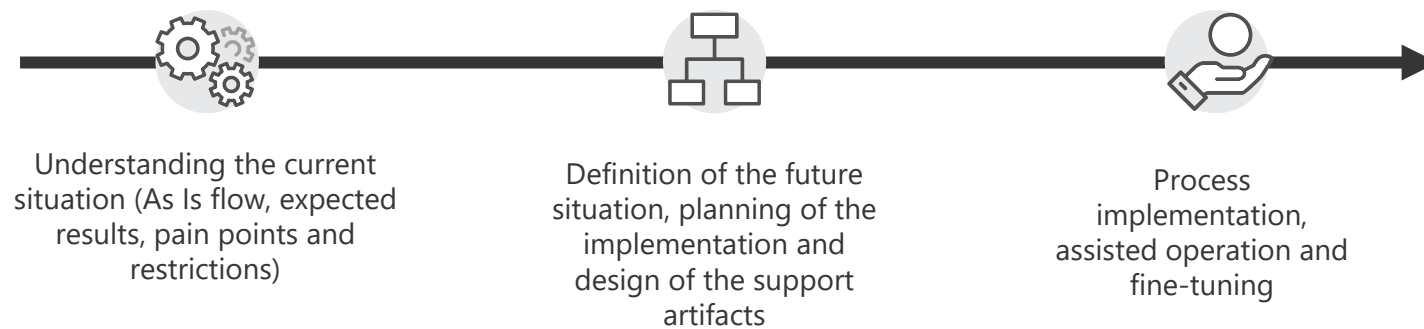 Understanding the current
situation (As Is flow, expected
results, pain points and
restrictions)
Definition of the future
situation, planning of the
implementation and
design of the support
artifacts
Process
implementation,
assisted operation and
fine-tuning